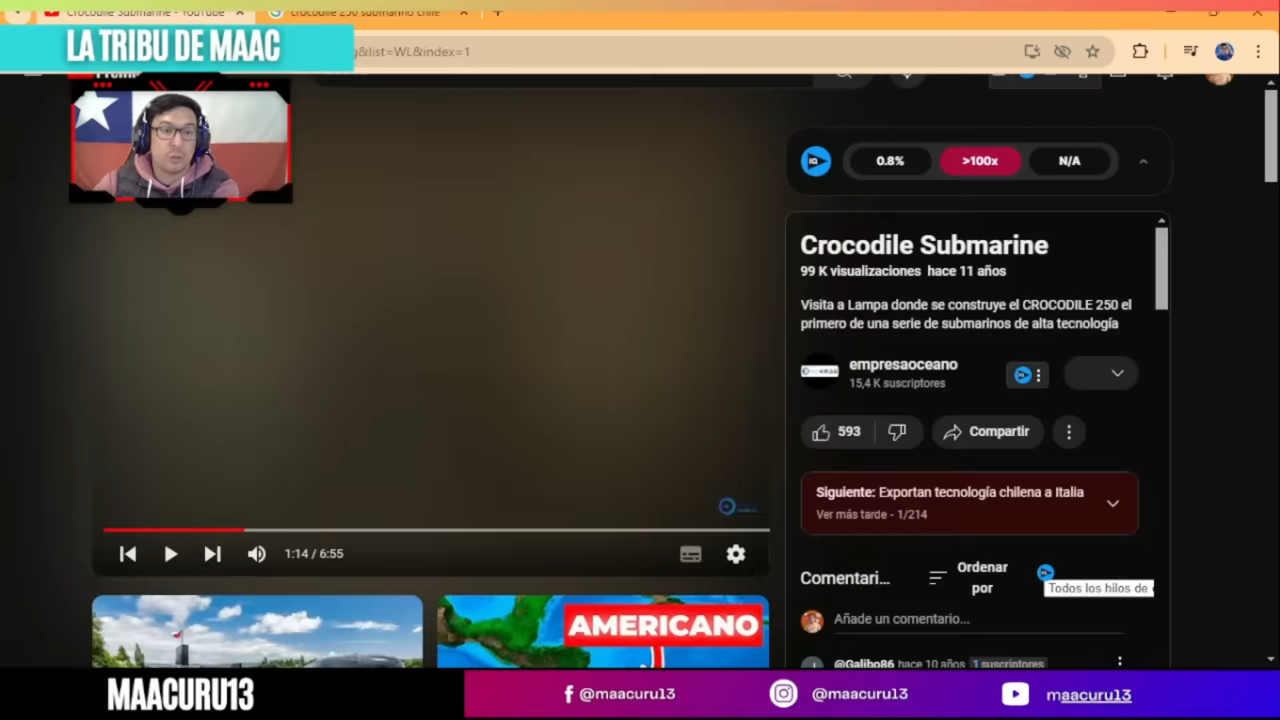 Crocodile Submarine - YouTube
crocodile 250 submarino chile
LA TRIBU DE MAAC
g&list=WL&index=1
0.8%
>100x
N/A
Crocodile Submarine
99 K visualizaciones hace 11 años
Visita a Lampa donde se construye el CROCODILE 250 el
primero de una serie de submarinos de alta tecnología
empresaoceano
15,4 K suscriptores
593
Compartir
Siguiente: Exportan tecnología chilena a Italia
Ver más tarde - 1/214
1:14 / 6:55
Comentari...
Ordenar
por
Todos los hilos de
Añade un comentario...
AMERICANO
@Galibo86 hace 10 años 1 suscriptores
MAACURU13
@maacuru13
@maacuru13
maacuru13